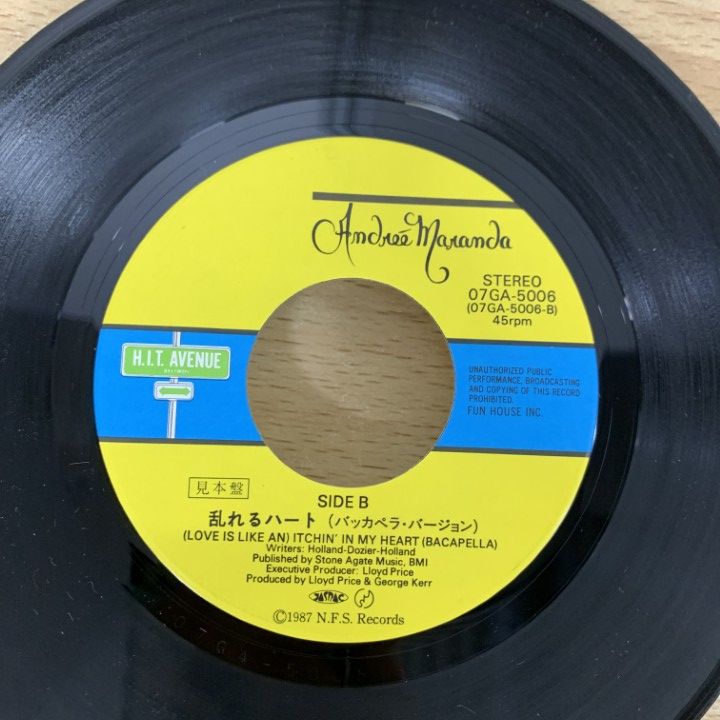 Andreé Maranda
STEREO
07GA-5006
(07GA-5006-B)
45rpm
H.I.T. AVENUE
UNAUTHORIZED PUBLIC
PERFORMANCE, BROADCASTING
AND COPYING OF THIS RECORD
PROHIBITED.
FUN HOUSE INC.
見本盤
SIDE B
乱れるハート(バッカペラ・バージョン)
(LOVE IS LIKE AN) ITCHIN' IN MY HEART (BACAPELLA)
Writers: Holland-Dozier-Holland
Published by Stone Agate Music, BMI
Executive Producer: Lloyd Price
Produced by Lloyd Price & George Kerr
JASRAC
©1987 N.F.S. Records